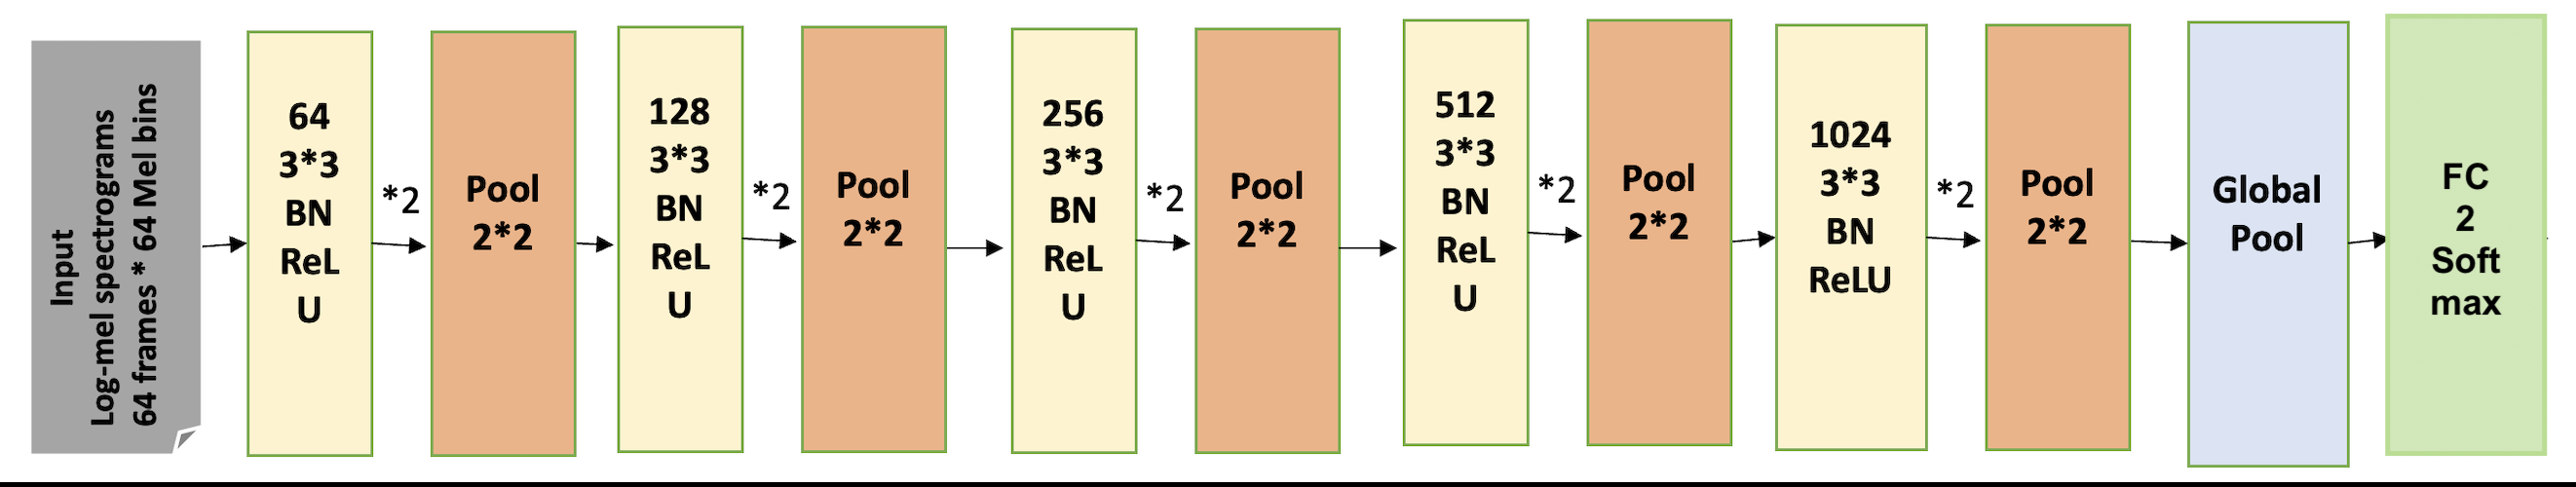 Input
Log-mel spectrograms
64 frames * 64 Mel bins
64
3*3
BN
ReL
U
*2
Pool
2*2
128
3*3
BN
ReL
U
*2
Pool
2*2
256
3*3
BN
ReL
U
*2
Pool
2*2
512
3*3
BN
ReL
U
*2
Pool
2*2
1024
3*3
BN
ReLU
*2
Pool
2*2
Global
Pool
FC
2
Soft
max